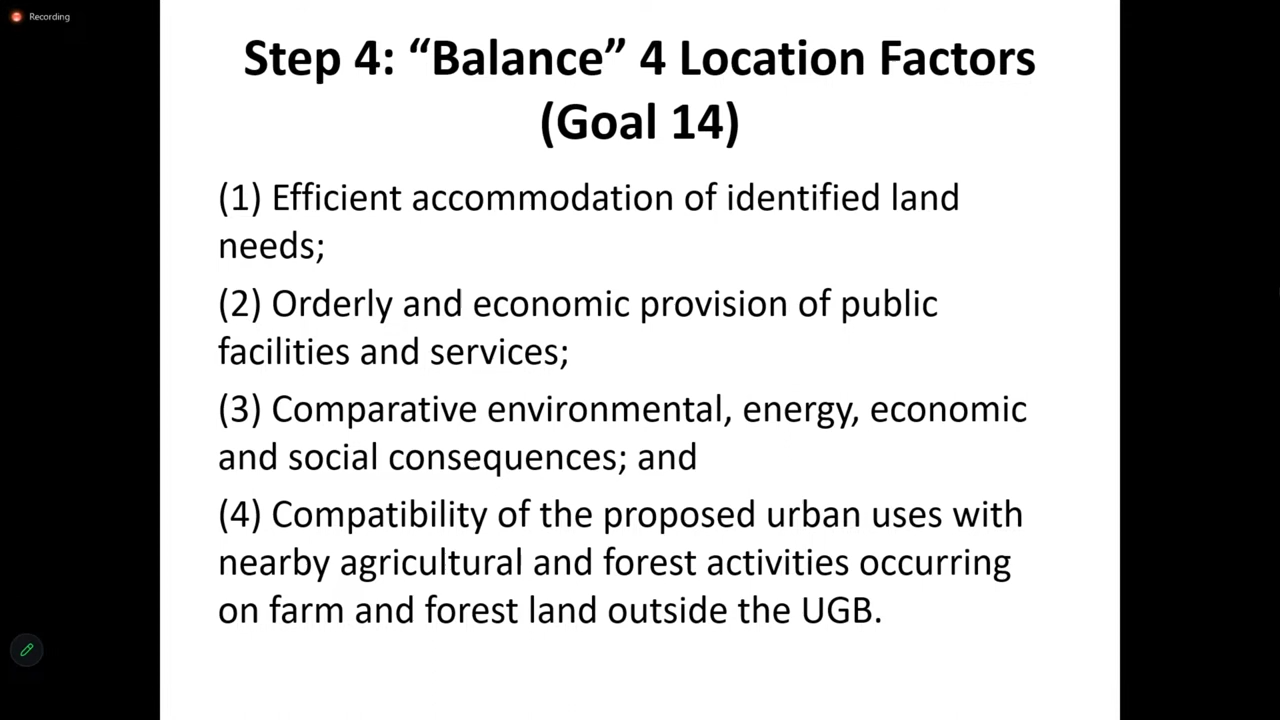 Recording
Step 4: “Balance” 4 Location Factors
(Goal 14)
(1) Efficient accommodation of identified land
needs;
(2) Orderly and economic provision of public
facilities and services;
(3) Comparative environmental, energy, economic
and social consequences; and
(4) Compatibility of the proposed urban uses with
nearby agricultural and forest activities occurring
on farm and forest land outside the UGB.